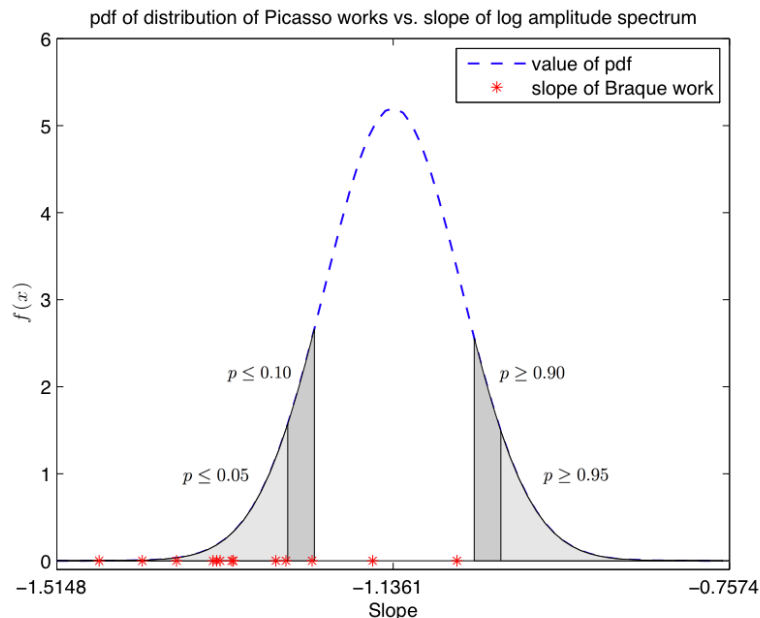 pdf of distribution of Picasso works vs. slope of log amplitude spectrum
6
value of pdf
slope of Braque work
5
4
f(x)
3
p ≤ 0.10
p ≥ 0.90
2
p ≤ 0.05
p ≥ 0.95
1
0
−1.5148
−1.1361
−0.7574
Slope